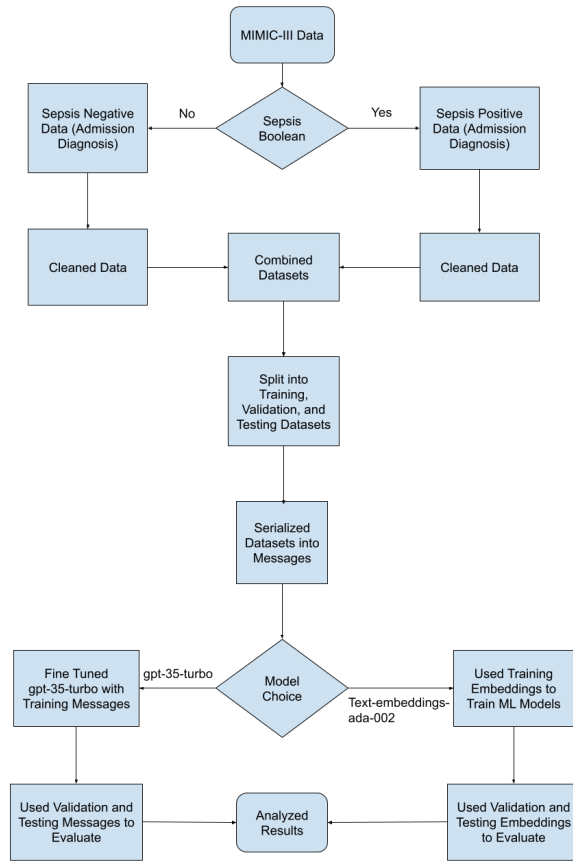 MIMIC-III Data
No
Yes
Sepsis Negative
Data (Admission
Diagnosis)
Sepsis
Boolean
Sepsis Positive
Data (Admission
Diagnosis)
Cleaned Data
Combined
Datasets
Cleaned Data
Split into
Training,
Validation, and
Testing Datasets
Serialized
Datasets into
Messages
Fine Tuned
gpt-35-turbo with
Training Messages
gpt-35-turbo
Model
Choice
Text-embeddings-
ada-002
Used Training
Embeddings to
Train ML Models
Used Validation and
Testing Messages to
Evaluate
Analyzed
Results
Used Validation and
Testing Embeddings
to Evaluate